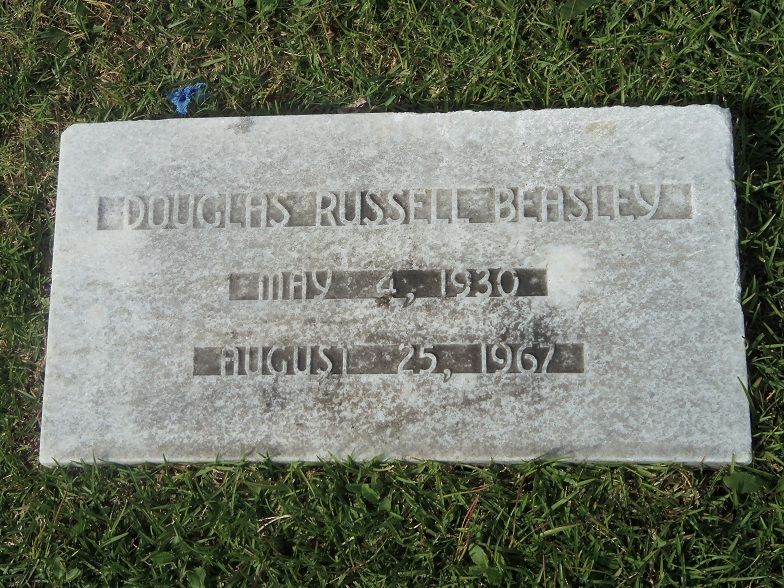 DOUGLAS RUSSELL BEASLEY
MAY 4, 1930
AUGUST 25, 1967